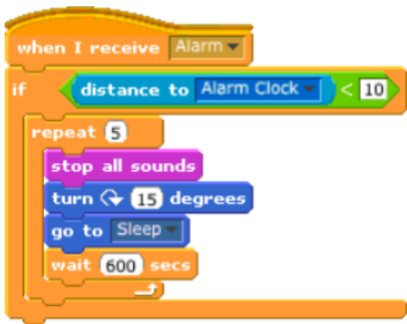 when I receive Alarm
if distance to Alarm Clock < 10
repeat 5
stop all sounds
turn 15 degrees
go to Sleep
wait 600 secs